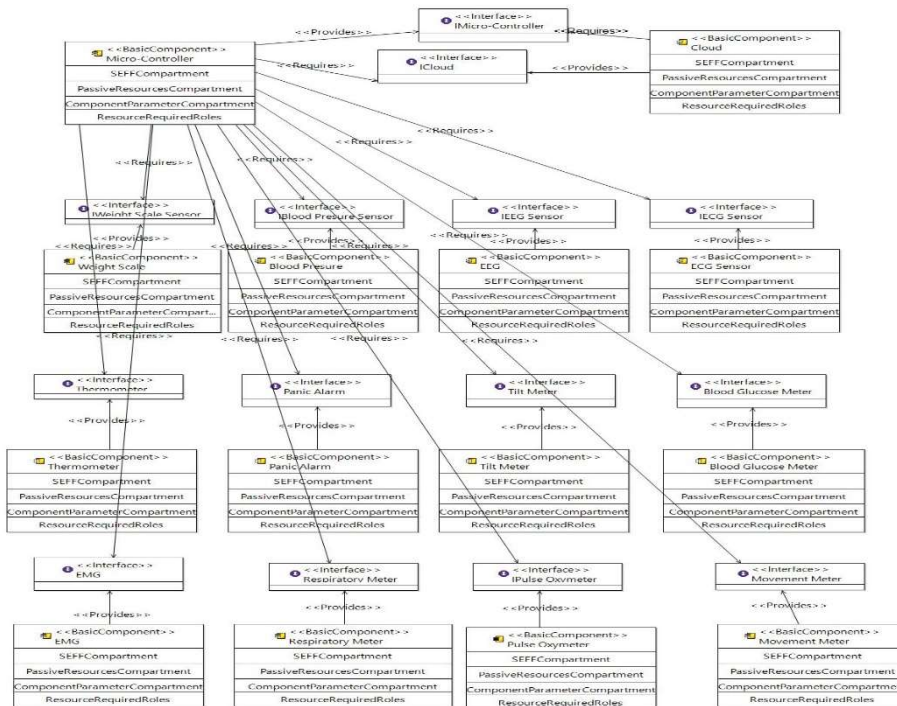 <<Interface>>
IMicro-Controller
<<Provides>>
<<Requires>>
<<BasicComponent>>
Micro-Controller
SEFFCompartment
PassiveResourcesCompartment
ComponentParameterCompartment
ResourceRequiredRoles
<<Requires>>
<<Interface>>
ICloud
<<Provides>>
<<BasicComponent>>
Cloud
SEFFCompartment
PassiveResourcesCompartment
ComponentParameterCompartment
ResourceRequiredRoles
<<Requires>>
<<Requires>>
<<Requires>>
<<Requires>>
<<Interface>>
IWeight Scale Sensor
<<Interface>>
IBlood Presure Sensor
<<Interface>>
IEEG Sensor
<<Interface>>
IECG Sensor
<<Provides>>
<<Provides>>
<<Provides>>
<<Provides>>
<<Requires>>
<<Requires>>
<<Requires>>
<<Requires>>
<<BasicComponent>>
Weight Scale
SEFFCompartment
PassiveResourcesCompartment
ComponentParameterCompart...
ResourceRequiredRoles
<<BasicComponent>>
Blood Presure
SEFFCompartment
PassiveResourcesCompartment
ComponentParameterCompartment
ResourceRequiredRoles
<<BasicComponent>>
EEG
SEFFCompartment
PassiveResourcesCompartment
ComponentParameterCompartment
ResourceRequiredRoles
<<BasicComponent>>
ECG Sensor
SEFFCompartment
PassiveResourcesCompartment
ComponentParameterCompartment
ResourceRequiredRoles
<<Requires>>
<<Requires>>
<<Requires>>
<<Requires>>
<<Interface>>
Thermometer
<<Interface>>
Panic Alarm
<<Interface>>
Tilt Meter
<<Interface>>
Blood Glucose Meter
<<Provides>>
<<Provides>>
<<Provides>>
<<Provides>>
<<BasicComponent>>
Thermometer
SEFFCompartment
PassiveResourcesCompartment
ComponentParameterCompartment
ResourceRequiredRoles
<<BasicComponent>>
Panic Alarm
SEFFCompartment
PassiveResourcesCompartment
ComponentParameterCompartment
ResourceRequiredRoles
<<BasicComponent>>
Tilt Meter
SEFFCompartment
PassiveResourcesCompartment
ComponentParameterCompartment
ResourceRequiredRoles
<<BasicComponent>>
Blood Glucose Meter
SEFFCompartment
PassiveResourcesCompartment
ComponentParameterCompartment
ResourceRequiredRoles
<<Interface>>
EMG
<<Interface>>
Respiratory Meter
<<Interface>>
IPulse Oxymeter
<<Interface>>
Movement Meter
<<Provides>>
<<Provides>>
<<Provides>>
<<Provides>>
<<BasicComponent>>
EMG
SEFFCompartment
PassiveResourcesCompartment
ComponentParameterCompartment
ResourceRequiredRoles
<<BasicComponent>>
Respiratory Meter
SEFFCompartment
PassiveResourcesCompartment
ComponentParameterCompartment
ResourceRequiredRoles
<<BasicComponent>>
Pulse Oxymeter
SEFFCompartment
PassiveResourcesCompartment
ComponentParameterCompartment
ResourceRequiredRoles
<<BasicComponent>>
Movement Meter
SEFFCompartment
PassiveResourcesCompartment
ComponentParameterCompartment
ResourceRequiredRoles